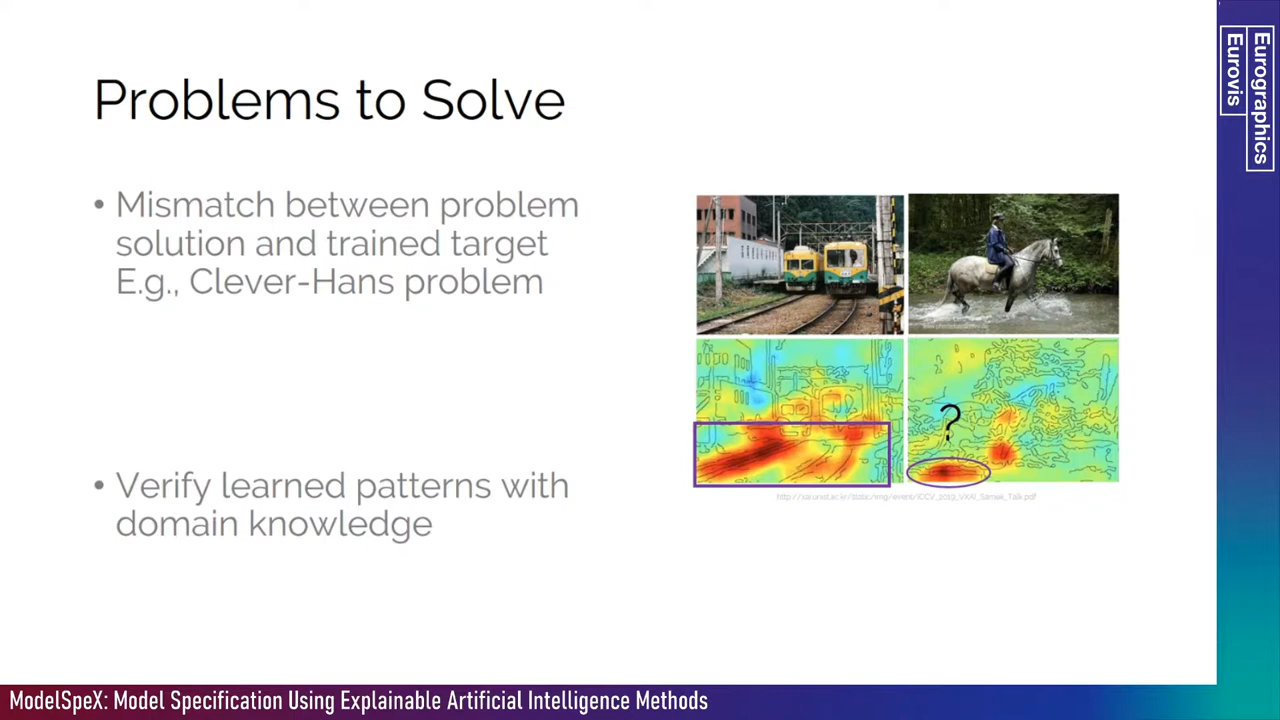 Problems to Solve
• Mismatch between problem
solution and trained target
E.g., Clever-Hans problem
?
• Verify learned patterns with
domain knowledge
Eurographics
Eurovis
ModelSpeX: Model Specification Using Explainable Artificial Intelligence Methods